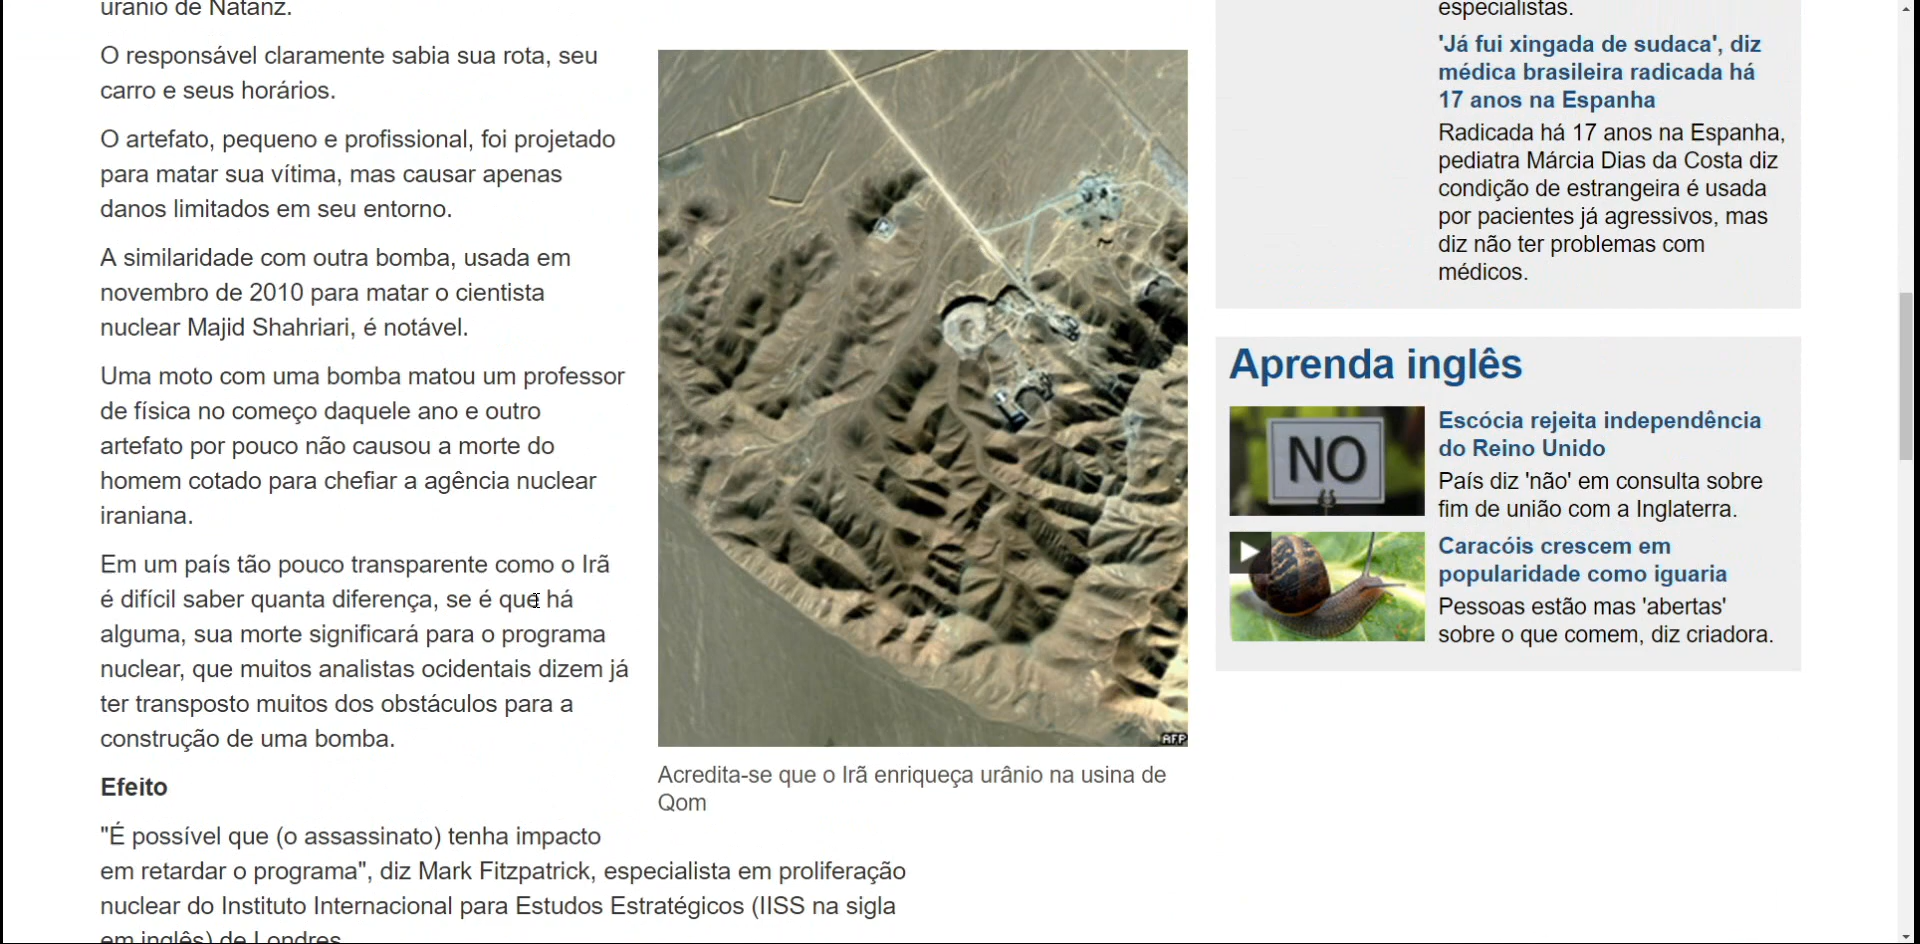 urânio de Natanz.
O responsável claramente sabia sua rota, seu
carro e seus horários.
O artefato, pequeno e profissional, foi projetado
para matar sua vítima, mas causar apenas
danos limitados em seu entorno.
A similaridade com outra bomba, usada em
novembro de 2010 para matar o cientista
nuclear Majid Shahriari, é notável.
Uma moto com uma bomba matou um professor
de física no começo daquele ano e outro
artefato por pouco não causou a morte do
homem cotado para chefiar a agência nuclear
iraniana.
Em um país tão pouco transparente como o Irã
é difícil saber quanta diferença, se é que há
alguma, sua morte significará para o programa
nuclear, que muitos analistas ocidentais dizem já
ter transposto muitos dos obstáculos para a
construção de uma bomba.
Efeito
"É possível que (o assassinato) tenha impacto
em retardar o programa", diz Mark Fitzpatrick, especialista em proliferação
nuclear do Instituto Internacional para Estudos Estratégicos (IISS na sigla
em inglês) de Londres
AFP
Acredita-se que o Irã enriqueça urânio na usina de
Qom
especialistas.
'Já fui xingada de sudaca', diz
médica brasileira radicada há
17 anos na Espanha
Radicada há 17 anos na Espanha,
pediatra Márcia Dias da Costa diz
condição de estrangeira é usada
por pacientes já agressivos, mas
diz não ter problemas com
médicos.
Aprenda inglês
NO
Escócia rejeita independência
do Reino Unido
País diz 'não' em consulta sobre
fim de união com a Inglaterra.
Caracóis crescem em
popularidade como iguaria
Pessoas estão mas 'abertas'
sobre o que comem, diz criadora.